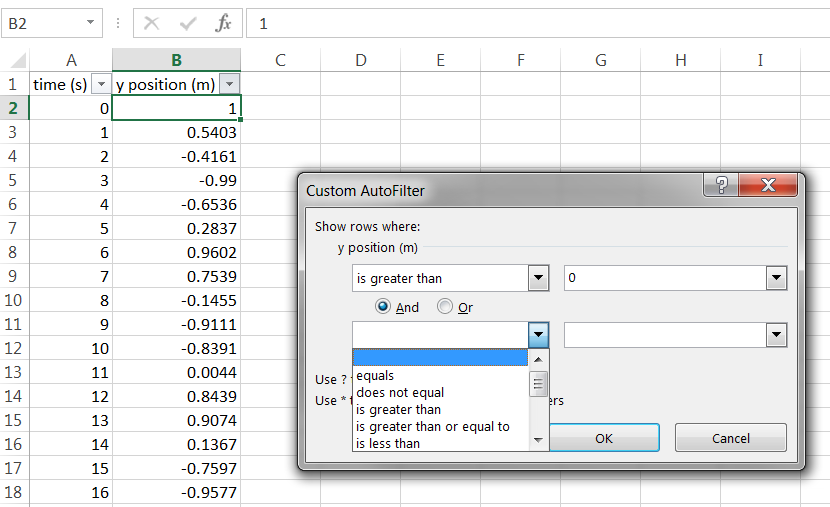 B2 fx 1
A B C D E F G H I
1 time (s) y position (m)
2 0 1
3 1 0.5403
4 2 -0.4161
5 3 -0.99
6 4 -0.6536
7 5 0.2837
8 6 0.9602
9 7 0.7539
10 8 -0.1455
11 9 -0.9111
12 10 -0.8391
13 11 0.0044
14 12 0.8439
15 13 0.9074
16 14 0.1367
17 15 -0.7597
18 16 -0.9577
Custom AutoFilter ? X
Show rows where:
y position (m)
is greater than 0
And Or
equals
does not equal
is greater than
is greater than or equal to
is less than
Use ?
Use * ers
OK Cancel